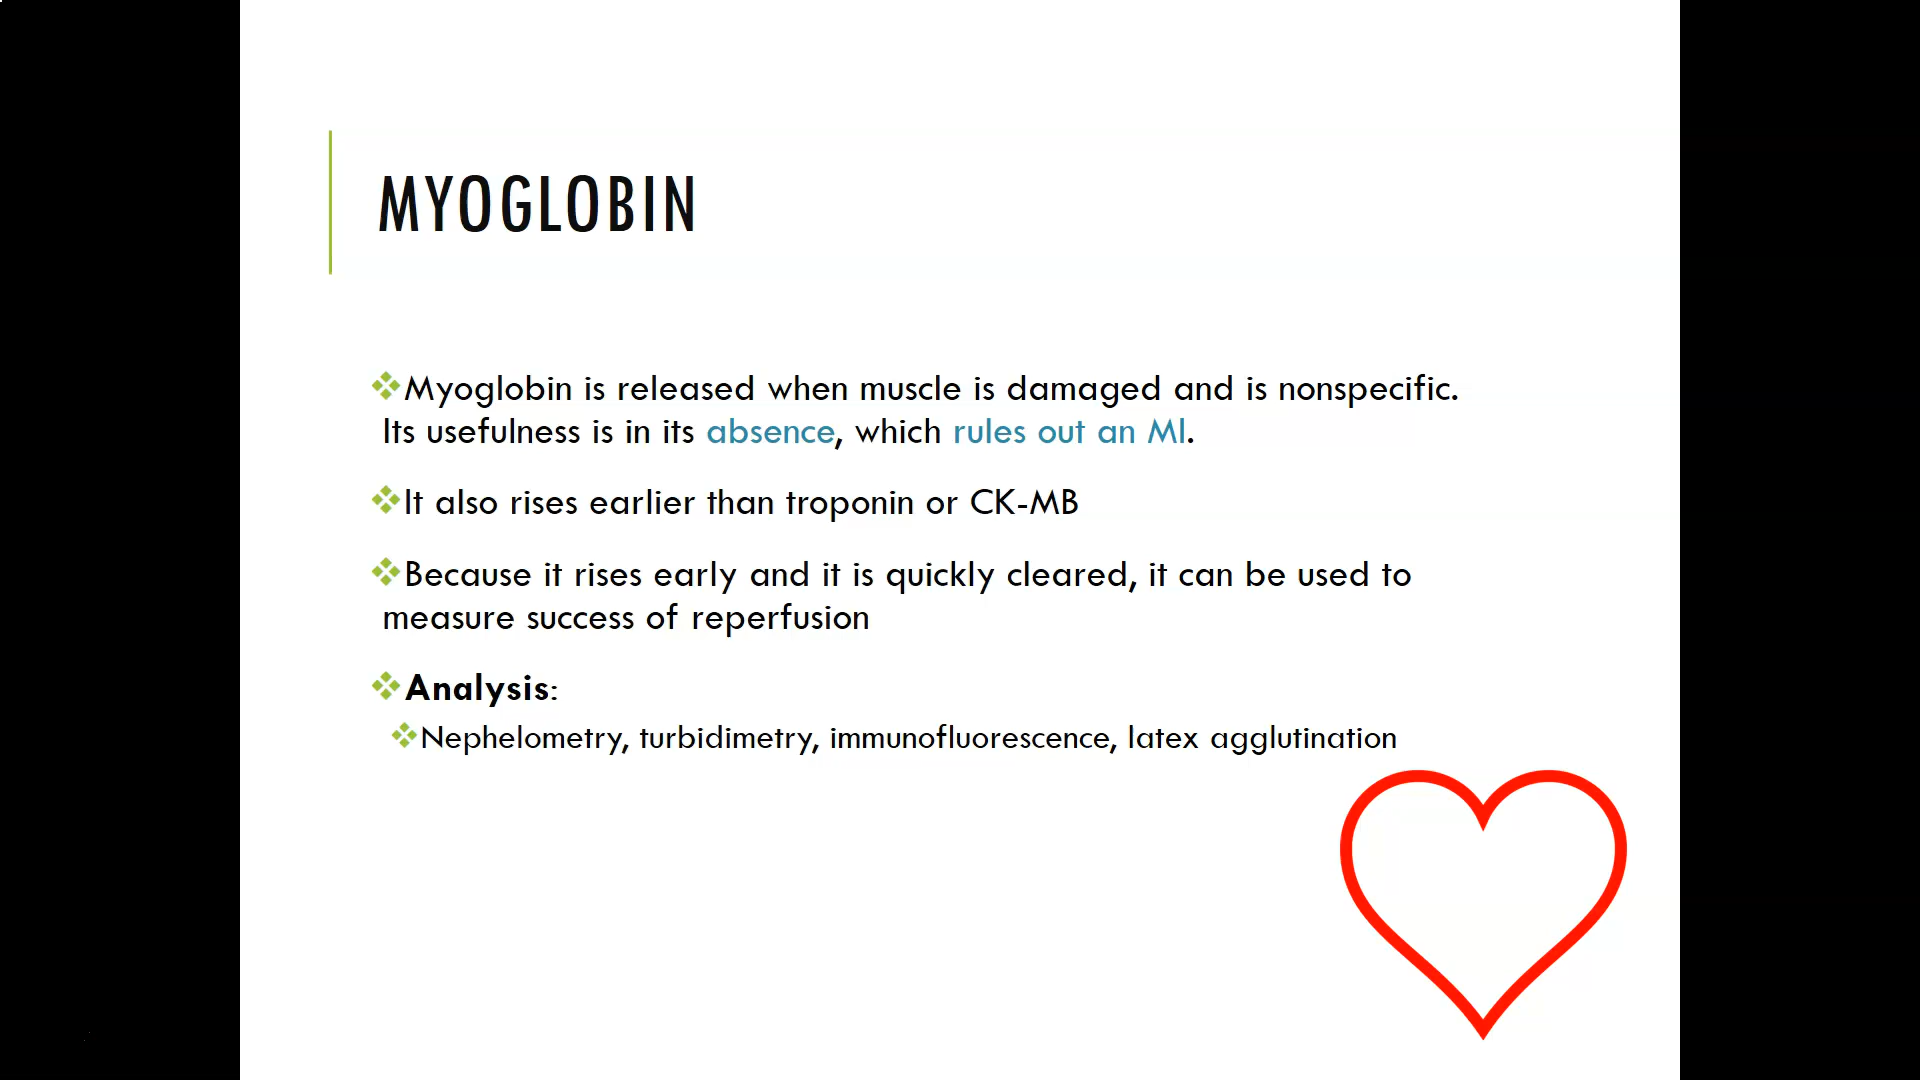 MYOGLOBIN
Myoglobin is released when muscle is damaged and is nonspecific.
Its usefulness is in its absence, which rules out an MI.
It also rises earlier than troponin or CK-MB
Because it rises early and it is quickly cleared, it can be used to
measure success of reperfusion
Analysis:
Nephelometry, turbidimetry, immunofluorescence, latex agglutination